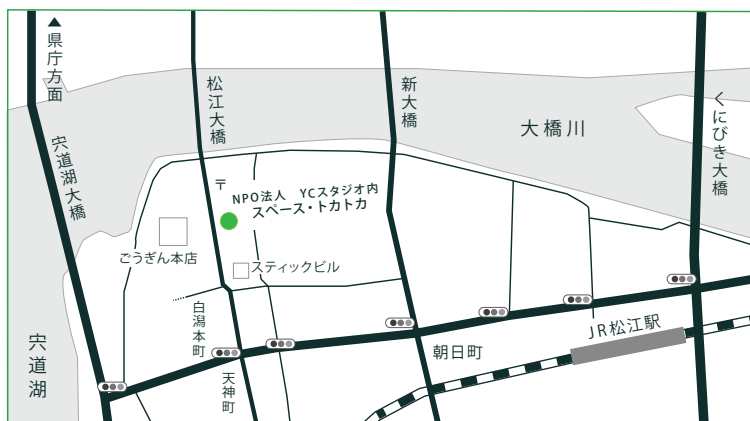 ▲県庁方面
宍道湖大橋
松江大橋
新大橋
くにびき大橋
大橋川
〒
NPO法人 YCスタジオ内
スペース・トカトカ
ごうぎん本店
スティックビル
白潟本町
天神町
朝日町
JR松江駅
宍道湖